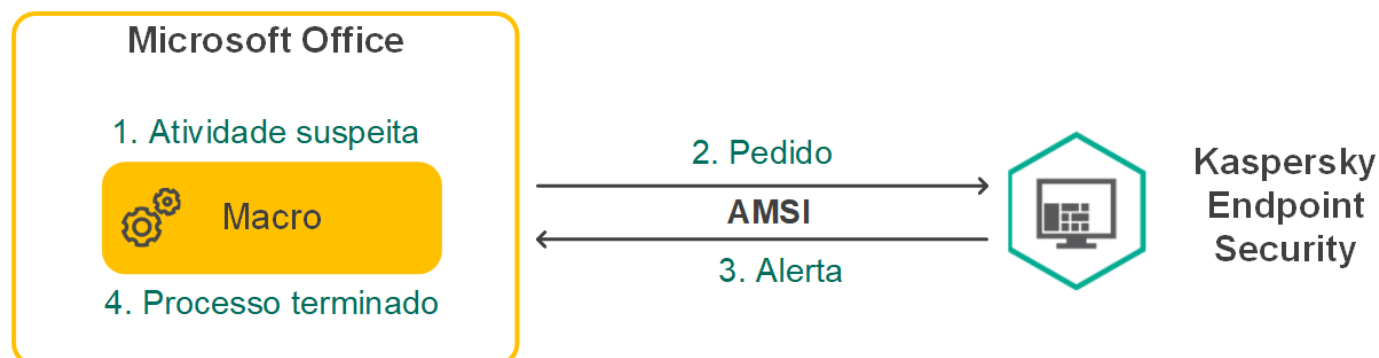 Microsoft Office
1. Atividade suspeita
Macro
4. Processo terminado
2. Pedido
AMSI
3. Alerta
Kaspersky
Endpoint
Security